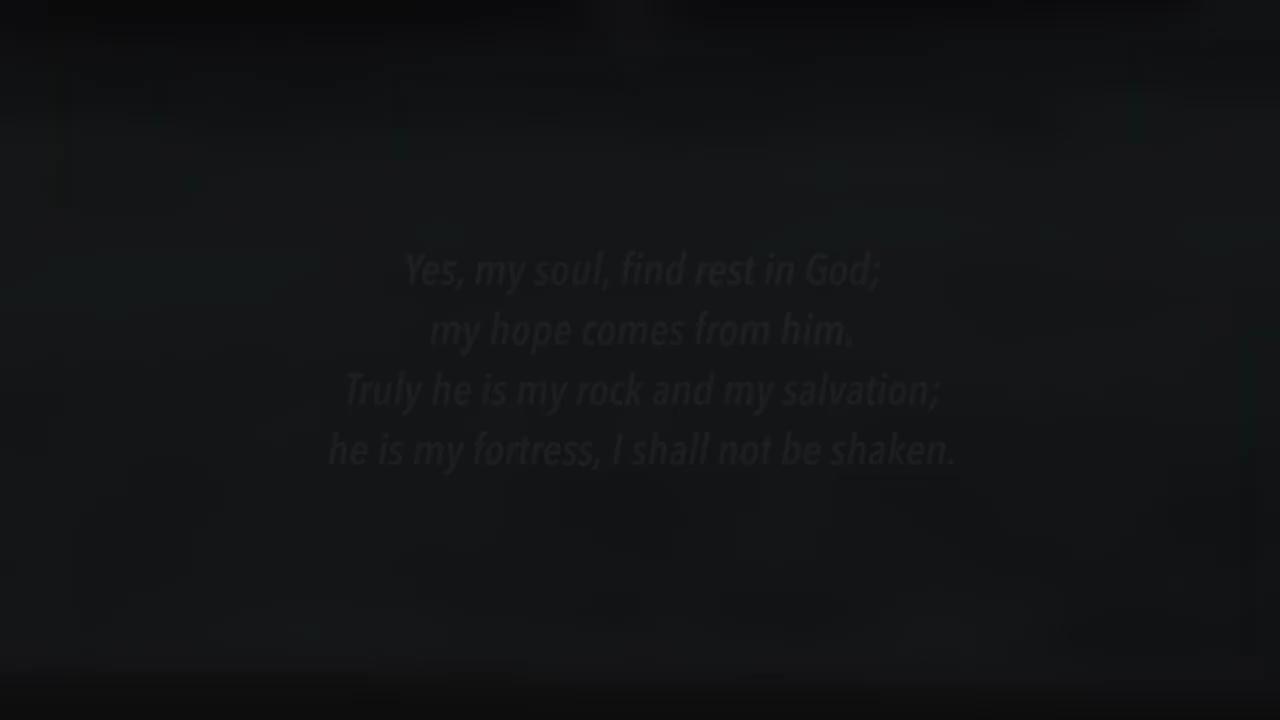 Yes, my soul, find rest in God;
my hope comes from him.
Truly he is my rock and my salvation;
he is my fortress, I shall not be shaken.